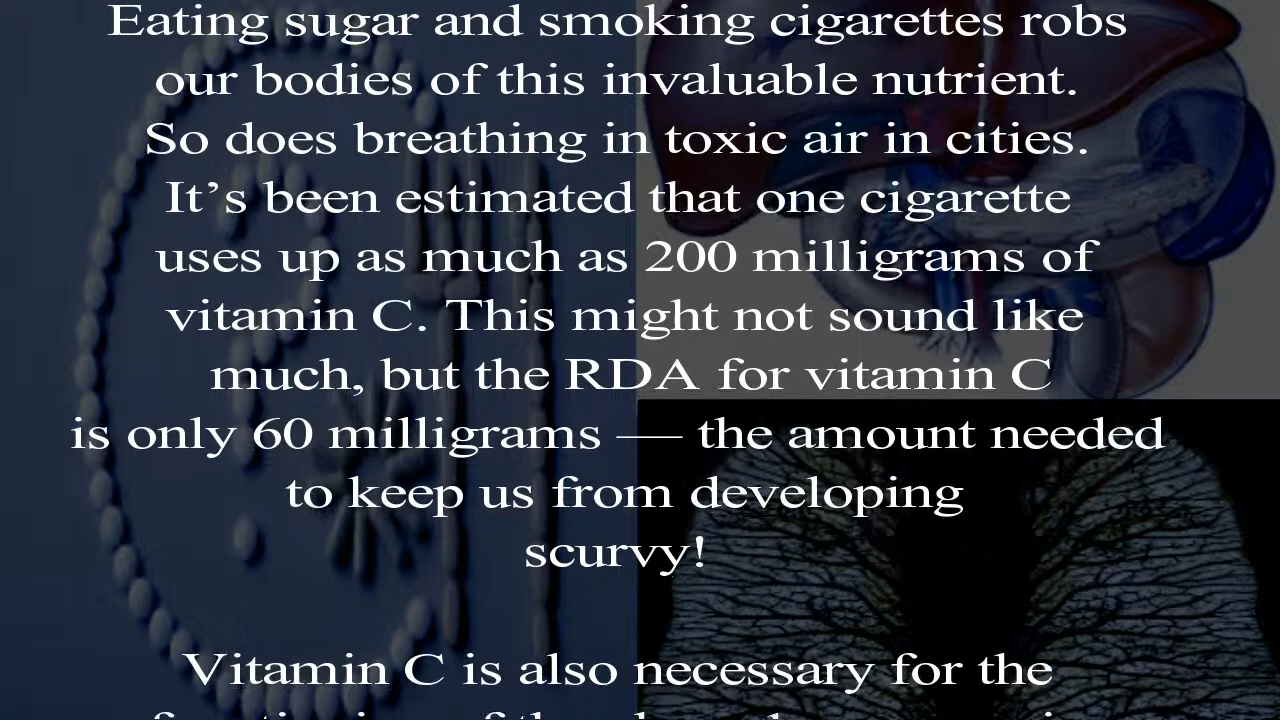 Eating sugar and smoking cigarettes robs
our bodies of this invaluable nutrient.
So does breathing in toxic air in cities.
It’s been estimated that one cigarette
uses up as much as 200 milligrams of
vitamin C. This might not sound like
much, but the RDA for vitamin C
is only 60 milligrams — the amount needed
to keep us from developing
scurvy!
Vitamin C is also necessary for the